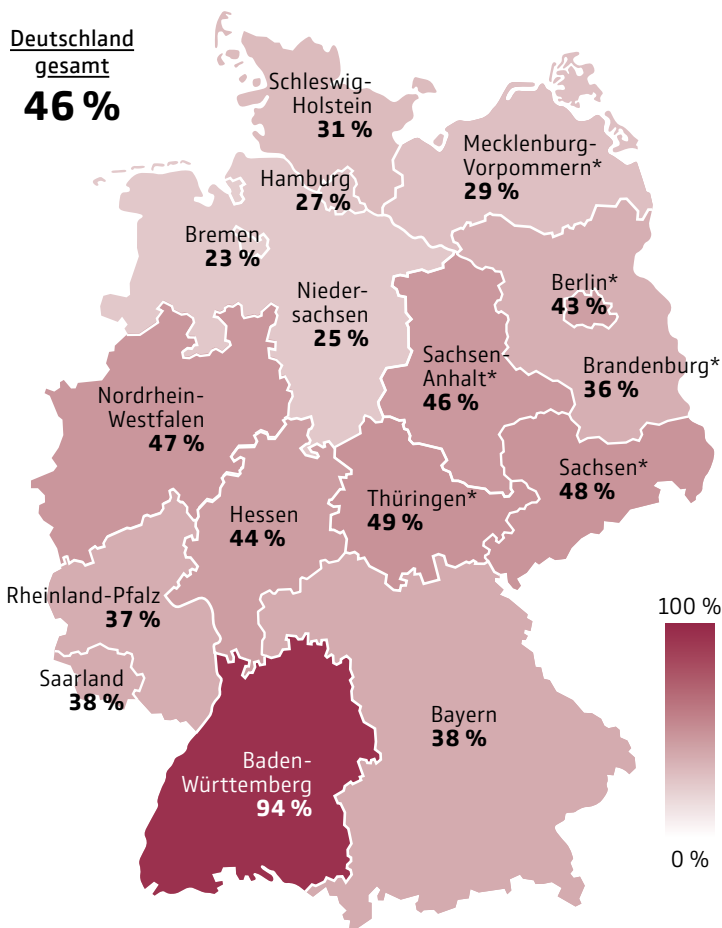 Deutschland
gesamt
46 %
Schleswig-
Holstein
31 %
Mecklenburg-
Vorpommern*
29 %
Hamburg
27 %
Bremen
23 %
Nieder-
sachsen
25 %
Berlin*
43 %
Sachsen-
Anhalt*
46 %
Brandenburg*
36 %
Nordrhein-
Westfalen
47 %
Sachsen*
48 %
Thüringen*
49 %
Hessen
44 %
Rheinland-Pfalz
37 %
Saarland
38 %
Bayern
38 %
Baden-
Württemberg
94 %
100 %
0 %